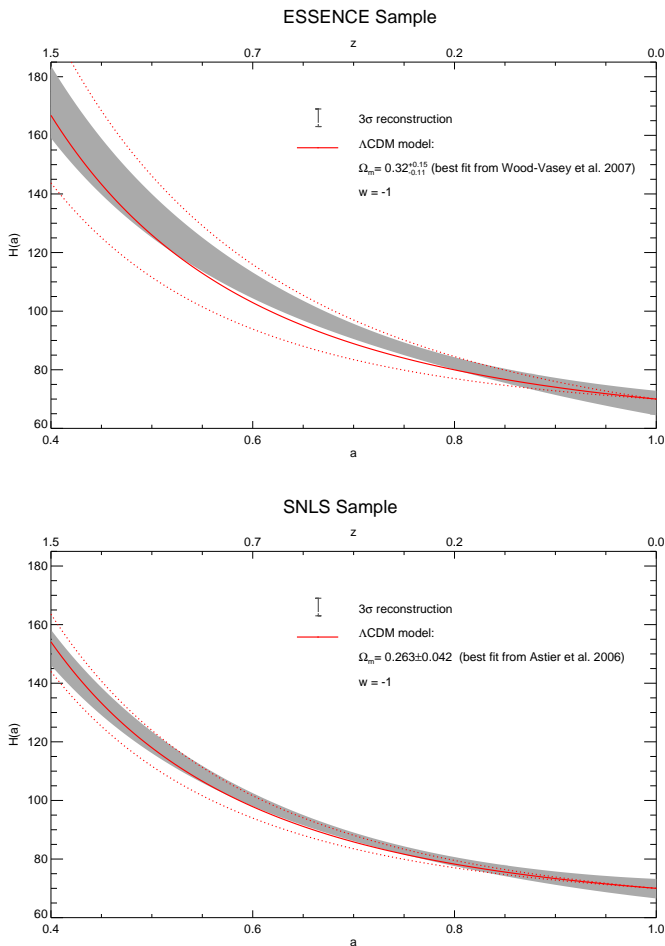 ESSENCE Sample
z
1.5 0.7 0.2 0.0
180
160
140
120
100
80
60
H(a)
3σ reconstruction
ΛCDM model:
Ωm= 0.32+0.15-0.11 (best fit from Wood-Vasey et al. 2007)
w = -1
0.4 0.6 0.8 1.0
a
SNLS Sample
z
1.5 0.7 0.2 0.0
180
160
140
120
100
80
60
H(a)
3σ reconstruction
ΛCDM model:
Ωm= 0.263±0.042 (best fit from Astier et al. 2006)
w = -1
0.4 0.6 0.8 1.0
a